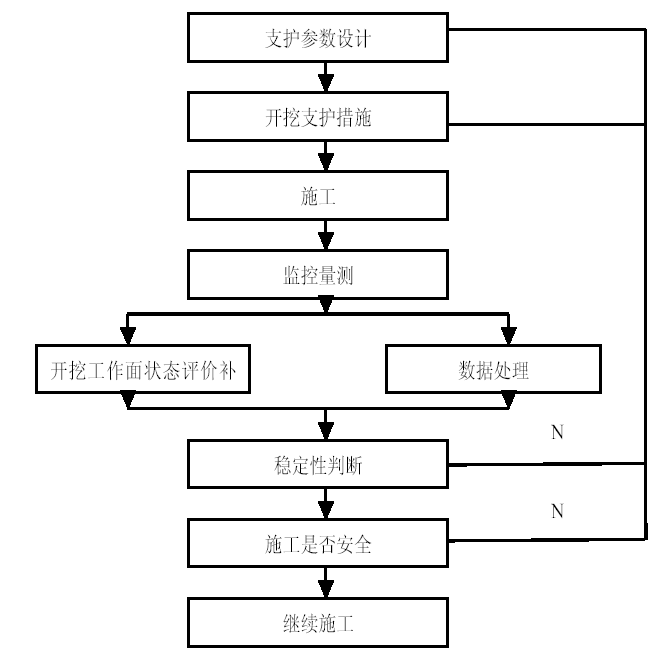 支护参数设计
开挖支护措施
施工
监控量测
开挖工作面状态评价补
数据处理
N
稳定性判断
N
施工是否安全
继续施工